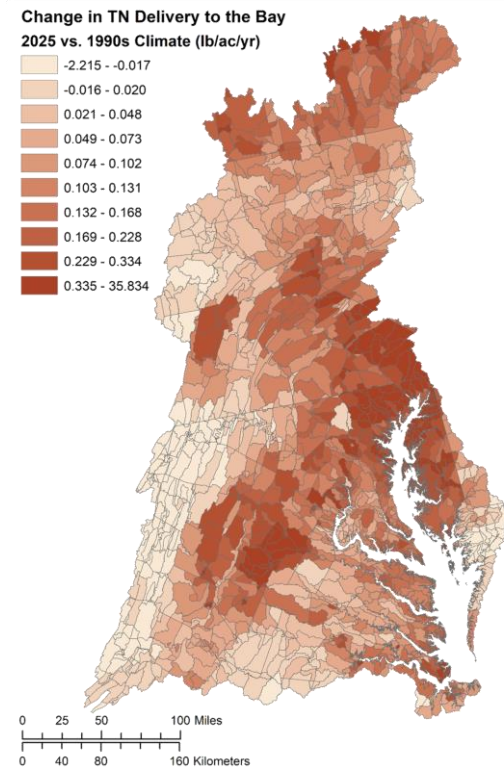 Change in TN Delivery to the Bay
2025 vs. 1990s Climate (lb/ac/yr)
-2.215 - -0.017
-0.016 - 0.020
0.021 - 0.048
0.049 - 0.073
0.074 - 0.102
0.103 - 0.131
0.132 - 0.168
0.169 - 0.228
0.229 - 0.334
0.335 - 35.834
0 25 50 100 Miles
0 40 80 160 Kilometers